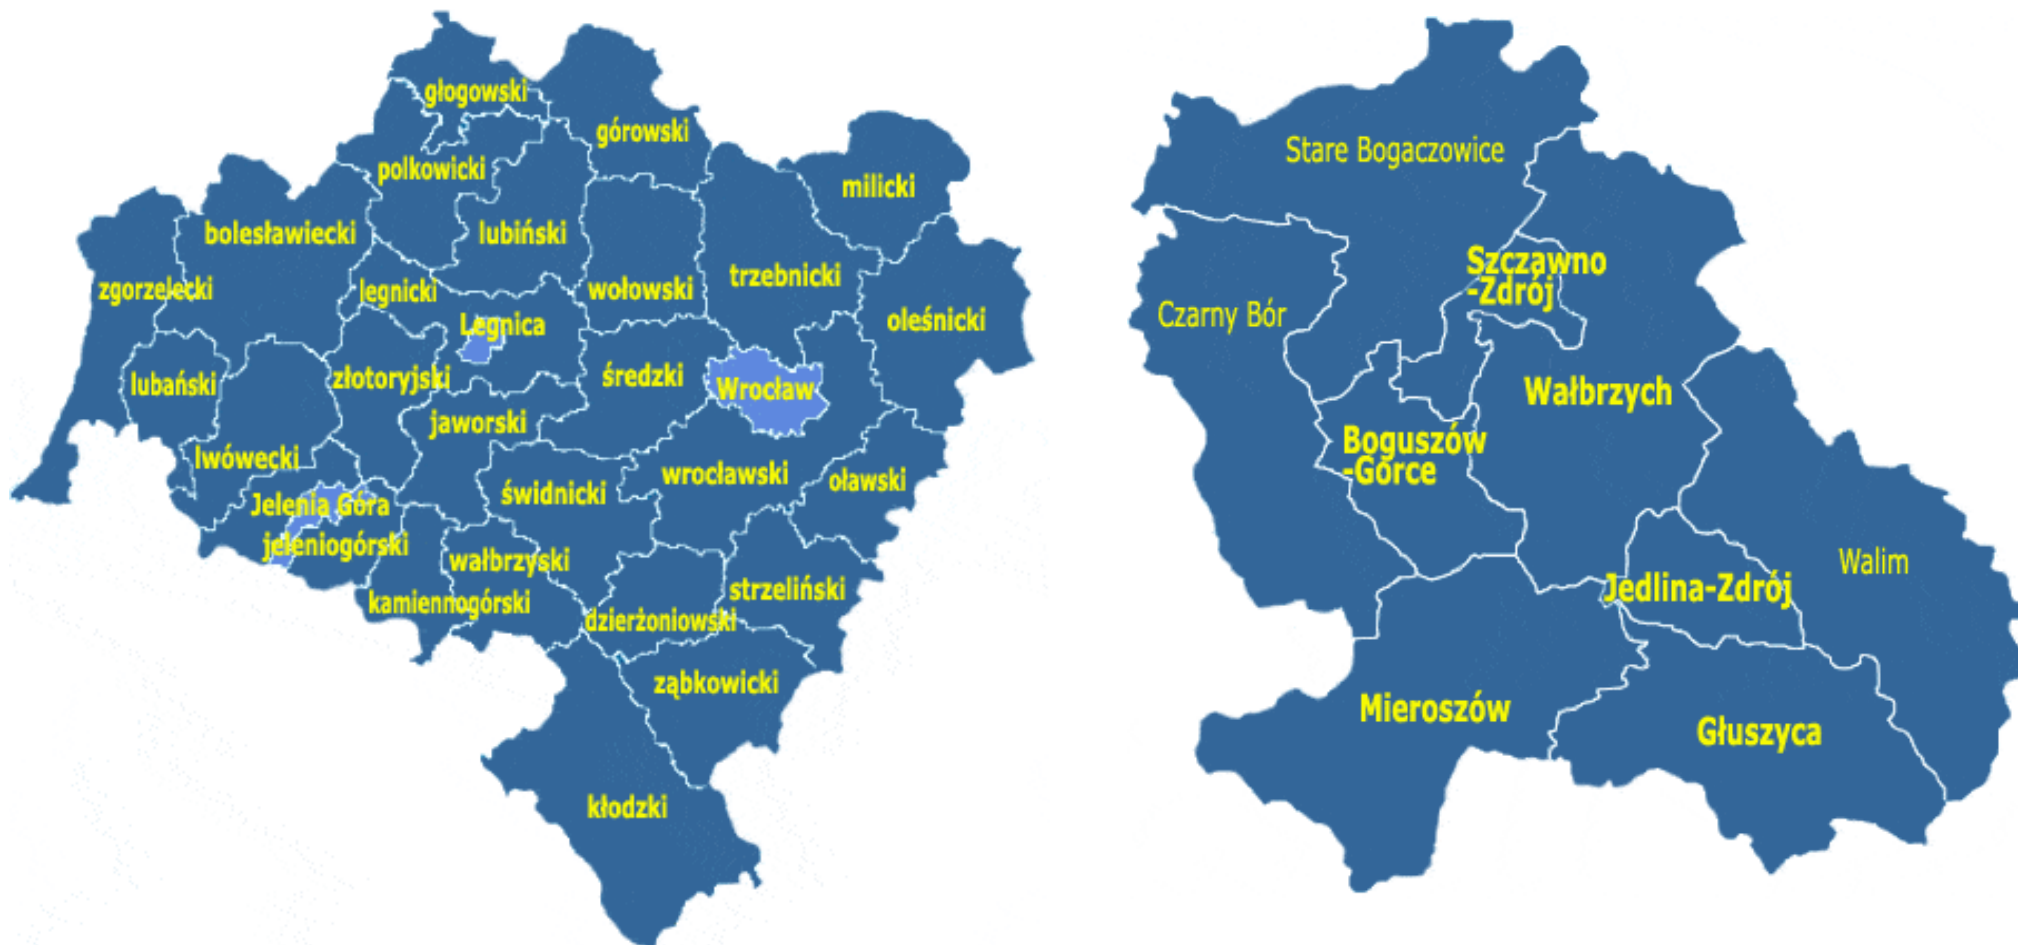 głogowski
górowski
polkowicki
milicki
bolesławiecki
lubiński
zgorzelecki
legnicki
wołowski
trzebnicki
Legnica
oleśnicki
lubański
złotoryjski
średzki
Wrocław
jaworski
lwówecki
świdnicki
wrocławski
oławski
Jelenia Góra
jeleniogórski
wałbrzyski
kamiennogórski
dzierżoniowski
strzeliński
ząbkowicki
kłodzki
Stare Bogaczowice
Szczawno
-Zdrój
Czarny Bór
Wałbrzych
Boguszów
-Gorce
Walim
Jedlina-Zdrój
Mieroszów
Głuszyca